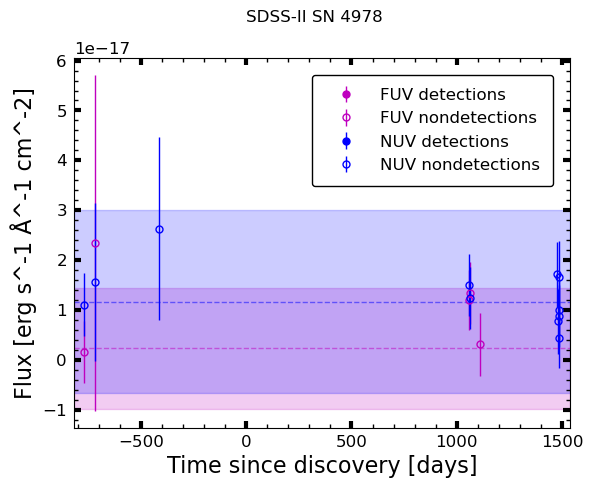 SDSS-II SN 4978
1e−17
6
5
4
3
2
1
0
−1
Flux [erg s^-1 Å^-1 cm^-2]
FUV detections
FUV nondetections
NUV detections
NUV nondetections
−500 0 500 1000 1500
Time since discovery [days]